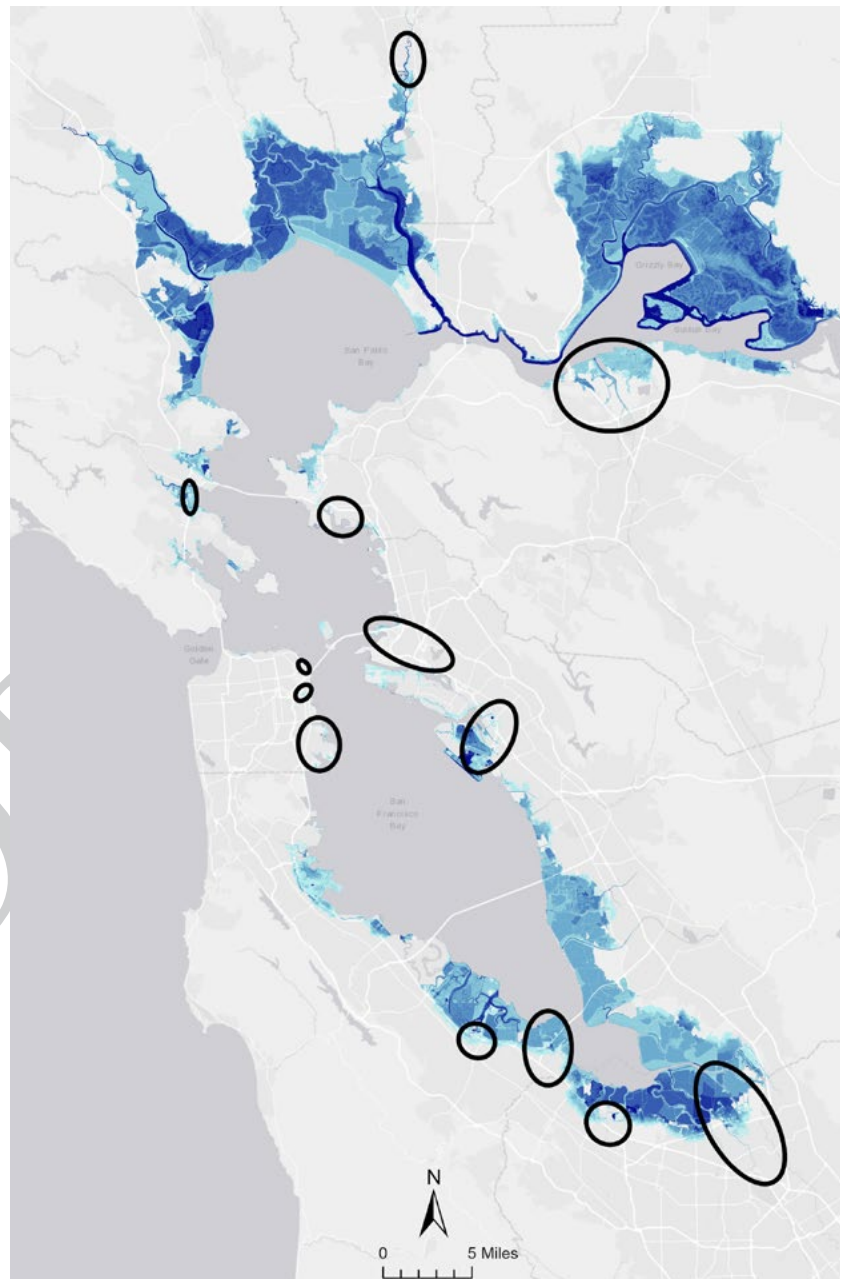 Grizzly Bay
Suisun Bay
San Pablo
Bay
Golden
Gate
San
Francisco
Bay
N
0 5 Miles